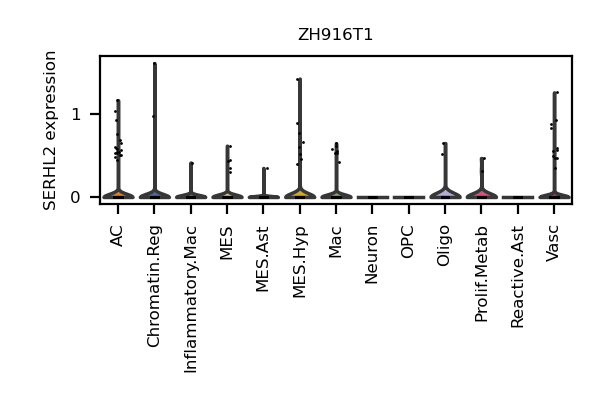 ZH916T1
SERHL2 expression
1
0
AC
Chromatin.Reg
Inflammatory.Mac
MES
MES.Ast
MES.Hyp
Mac
Neuron
OPC
Oligo
Prolif.Metab
Reactive.Ast
Vasc